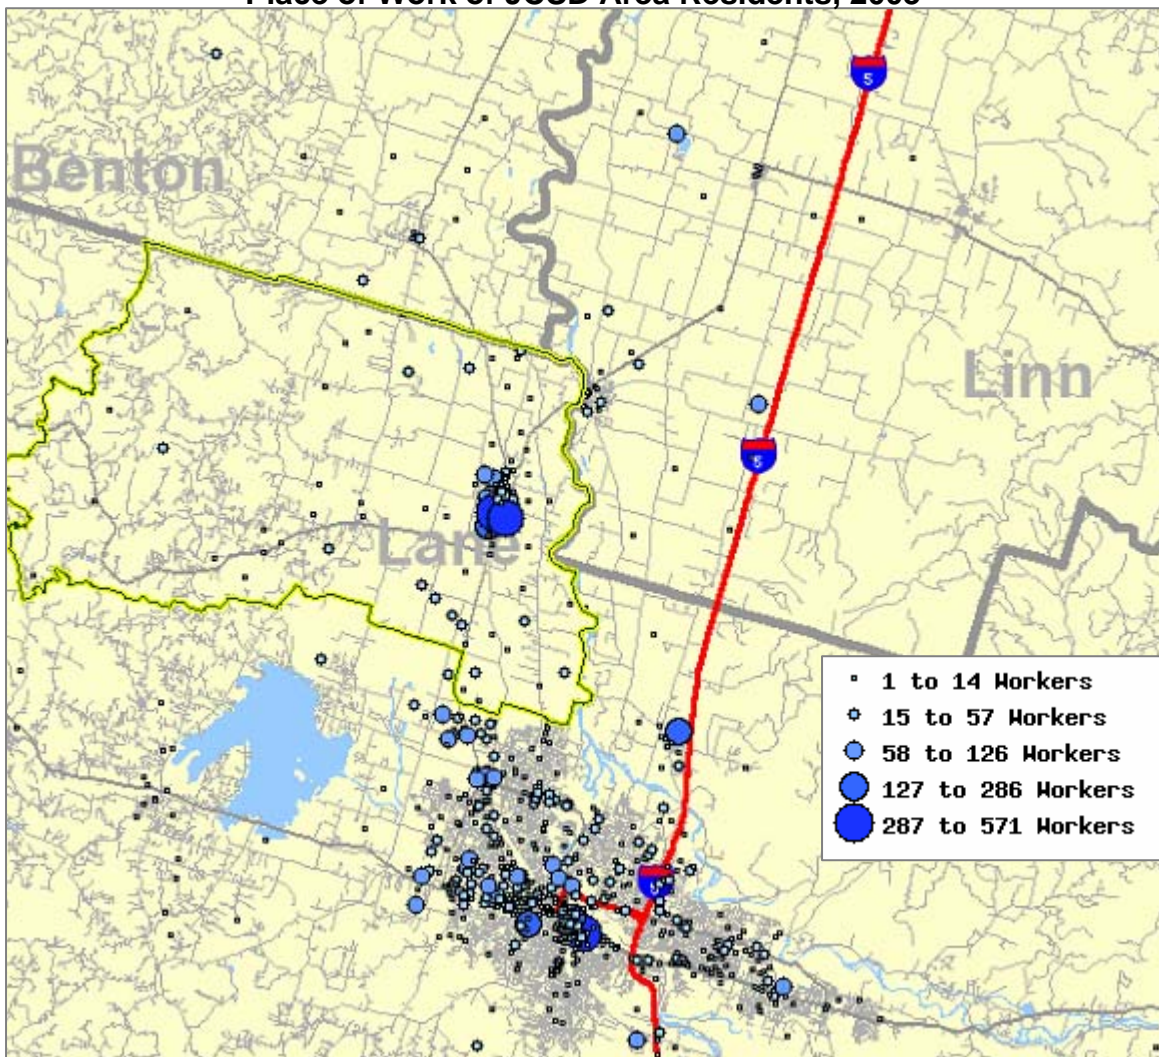 Benton
5
Linn
5
Lane
1 to 14 Workers
15 to 57 Workers
58 to 126 Workers
127 to 286 Workers
287 to 571 Workers